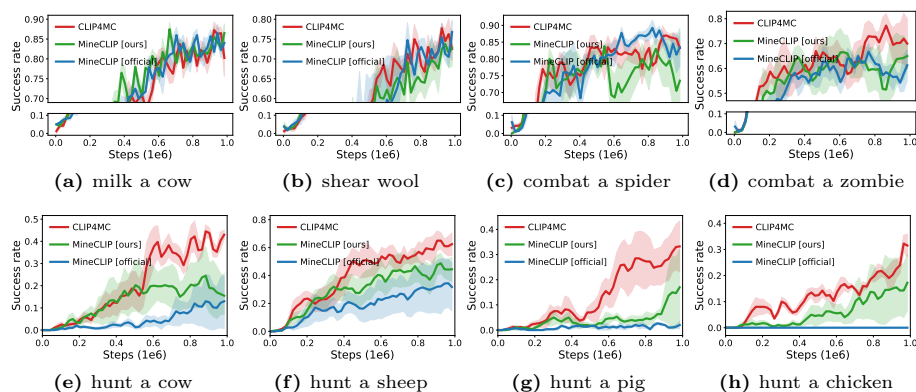 CLIP4MC
MineCLIP [ours]
MineCLIP [official]
Success rate
0.90
0.85
0.80
0.75
0.70
0.1
0.0
0.0 0.2 0.4 0.6 0.8 1.0
Steps (1e6)
(a) milk a cow
CLIP4MC
MineCLIP [ours]
MineCLIP [official]
Success rate
0.80
0.75
0.70
0.65
0.60
0.1
0.0
0.0 0.2 0.4 0.6 0.8 1.0
Steps (1e6)
(b) shear wool
CLIP4MC
MineCLIP [ours]
MineCLIP [official]
Success rate
0.90
0.85
0.80
0.75
0.70
0.1
0.0
0.0 0.2 0.4 0.6 0.8 1.0
Steps (1e6)
(c) combat a spider
CLIP4MC
MineCLIP [ours]
MineCLIP [official]
Success rate
0.8
0.7
0.6
0.5
0.1
0.0
0.0 0.2 0.4 0.6 0.8 1.0
Steps (1e6)
(d) combat a zombie
CLIP4MC
MineCLIP [ours]
MineCLIP [official]
Success rate
0.5
0.4
0.3
0.2
0.1
0.0
0.0 0.2 0.4 0.6 0.8 1.0
Steps (1e6)
(e) hunt a cow
CLIP4MC
MineCLIP [ours]
MineCLIP [official]
Success rate
0.8
0.6
0.4
0.2
0.0
0.0 0.2 0.4 0.6 0.8 1.0
Steps (1e6)
(f) hunt a sheep
CLIP4MC
MineCLIP [ours]
MineCLIP [official]
Success rate
0.4
0.3
0.2
0.1
0.0
0.0 0.2 0.4 0.6 0.8 1.0
Steps (1e6)
(g) hunt a pig
CLIP4MC
MineCLIP [ours]
MineCLIP [official]
Success rate
0.4
0.3
0.2
0.1
0.0
0.0 0.2 0.4 0.6 0.8 1.0
Steps (1e6)
(h) hunt a chicken